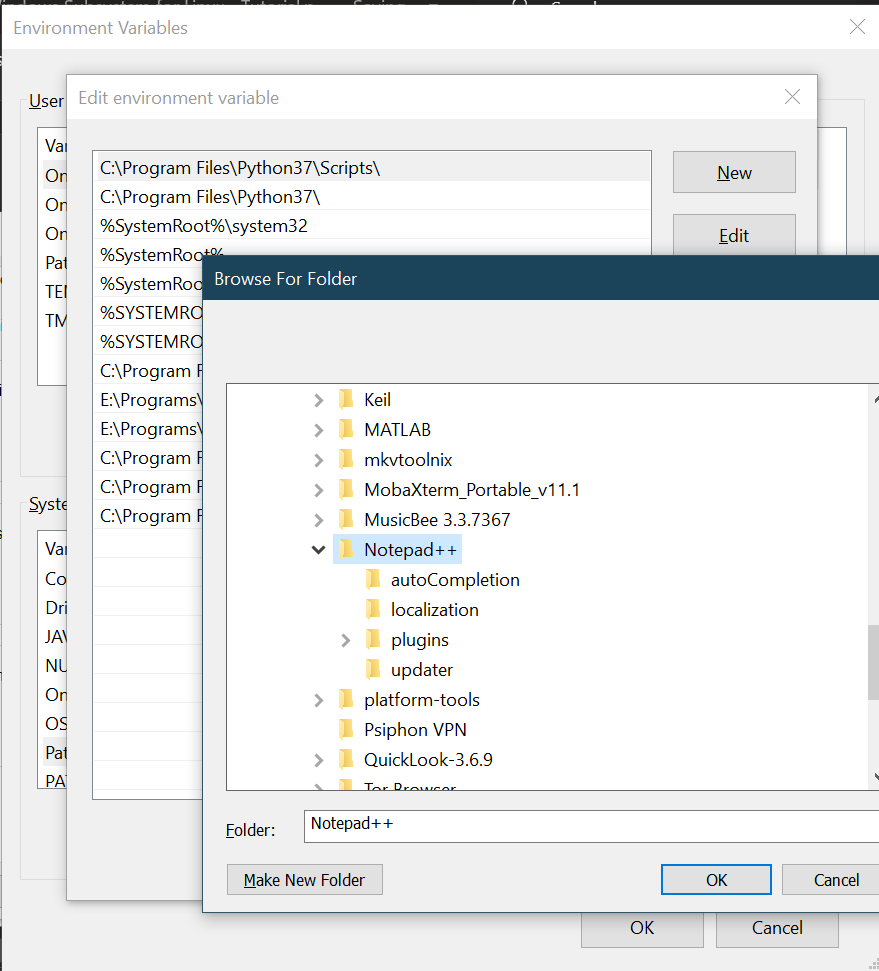 Environment Variables
User
Edit environment variable
Var
On
On
On
Pat
TEM
TM
C:\Program Files\Python37\Scripts\
C:\Program Files\Python37\
%SystemRoot%\system32
%SystemRoot%
%SystemRoo
%SYSTEMRO
%SYSTEMRO
C:\Program F
E:\Programs\
E:\Programs\
C:\Program F
C:\Program F
C:\Program F
New
Edit
Browse For Folder
Keil
MATLAB
mkvtoolnix
MobaXterm_Portable_v11.1
MusicBee 3.3.7367
Notepad++
autoCompletion
localization
plugins
updater
platform-tools
Psiphon VPN
QuickLook-3.6.9
Tor Browser
Folder:
Notepad++
Make New Folder
OK
Cancel
Syste
Var
Co
Dri
JAV
NU
On
OS
Pat
PA
OK
Cancel